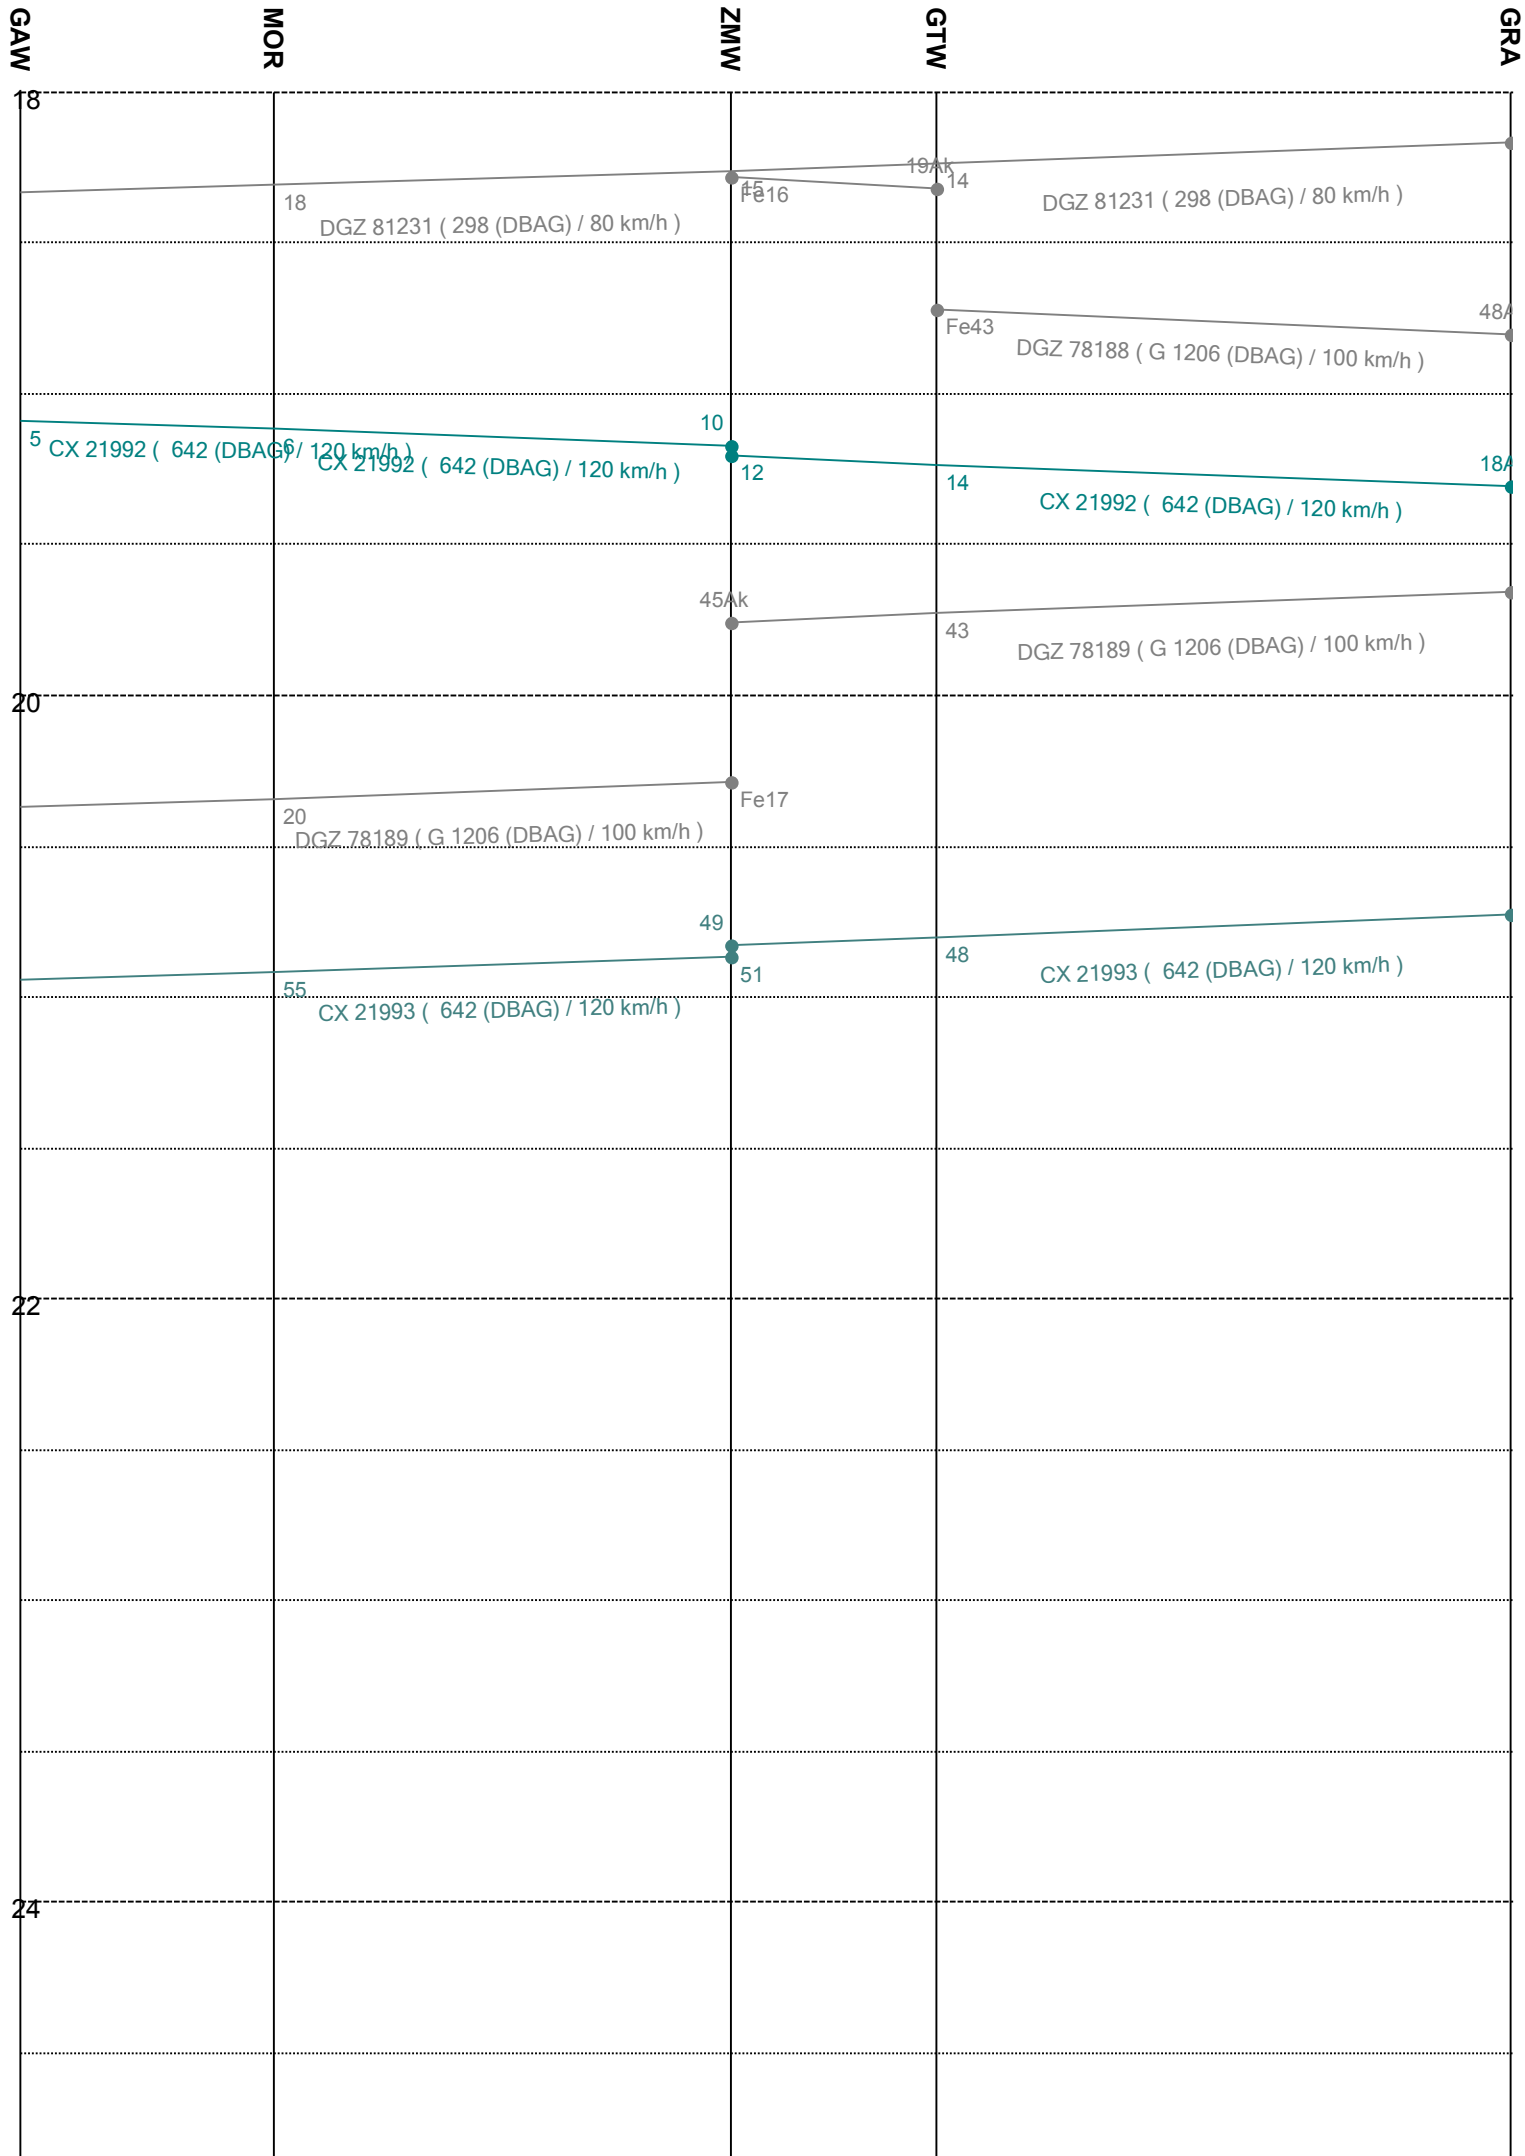 GAW
MOR
ZMW
GTW
GRA
18
19Ak
14
15
Fe16
18
DGZ 81231 ( 298 (DBAG) / 80 km/h )
DGZ 81231 ( 298 (DBAG) / 80 km/h )
48A
Fe43
DGZ 78188 ( G 1206 (DBAG) / 100 km/h )
10
5
CX 21992 ( 642 (DBAG) / 120 km/h )
6
CX 21992 ( 642 (DBAG) / 120 km/h )
12
18A
14
CX 21992 ( 642 (DBAG) / 120 km/h )
45Ak
43
DGZ 78189 ( G 1206 (DBAG) / 100 km/h )
20
Fe17
20
DGZ 78189 ( G 1206 (DBAG) / 100 km/h )
49
48
51
CX 21993 ( 642 (DBAG) / 120 km/h )
55
CX 21993 ( 642 (DBAG) / 120 km/h )
22
24